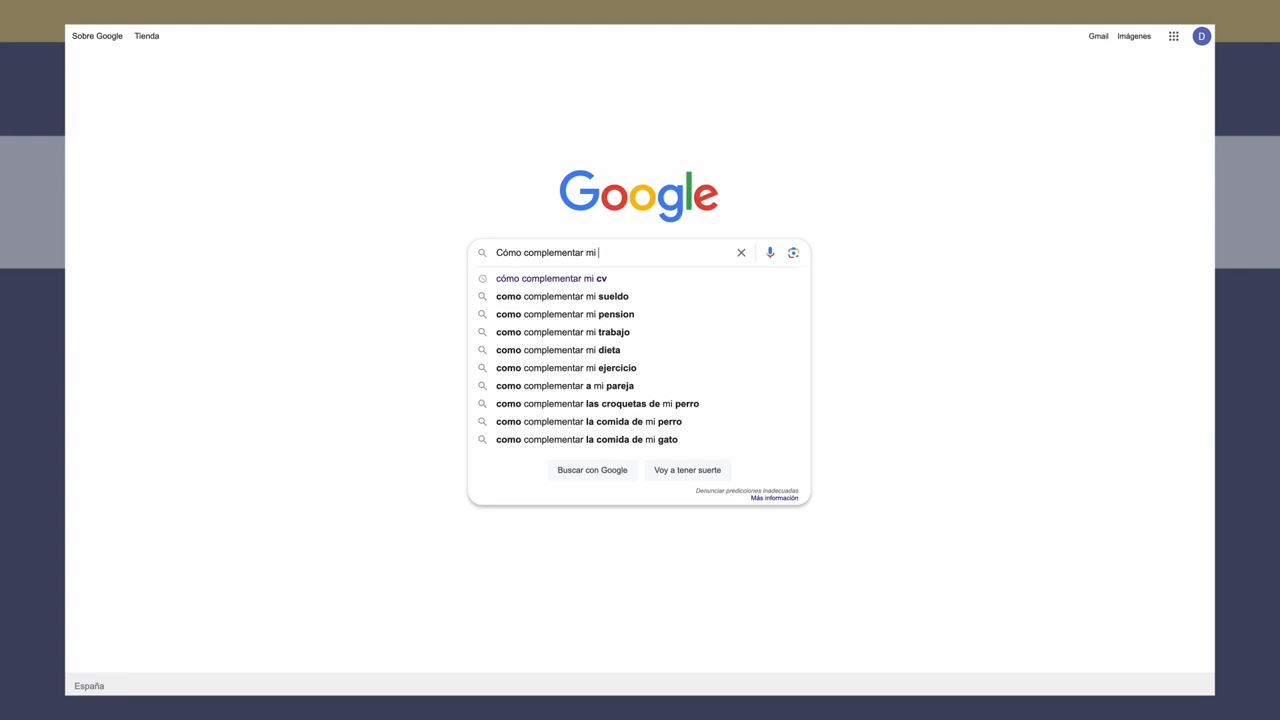 Sobre Google Tienda Gmail Imágenes D
Google
Cómo complementar mi
cómo complementar mi cv
como complementar mi sueldo
como complementar mi pension
como complementar mi trabajo
como complementar mi dieta
como complementar mi ejercicio
como complementar a mi pareja
como complementar las croquetas de mi perro
como complementar la comida de mi perro
como complementar la comida de mi gato
Buscar con Google Voy a tener suerte
Denunciar predicciones inadecuadas
Más información
España